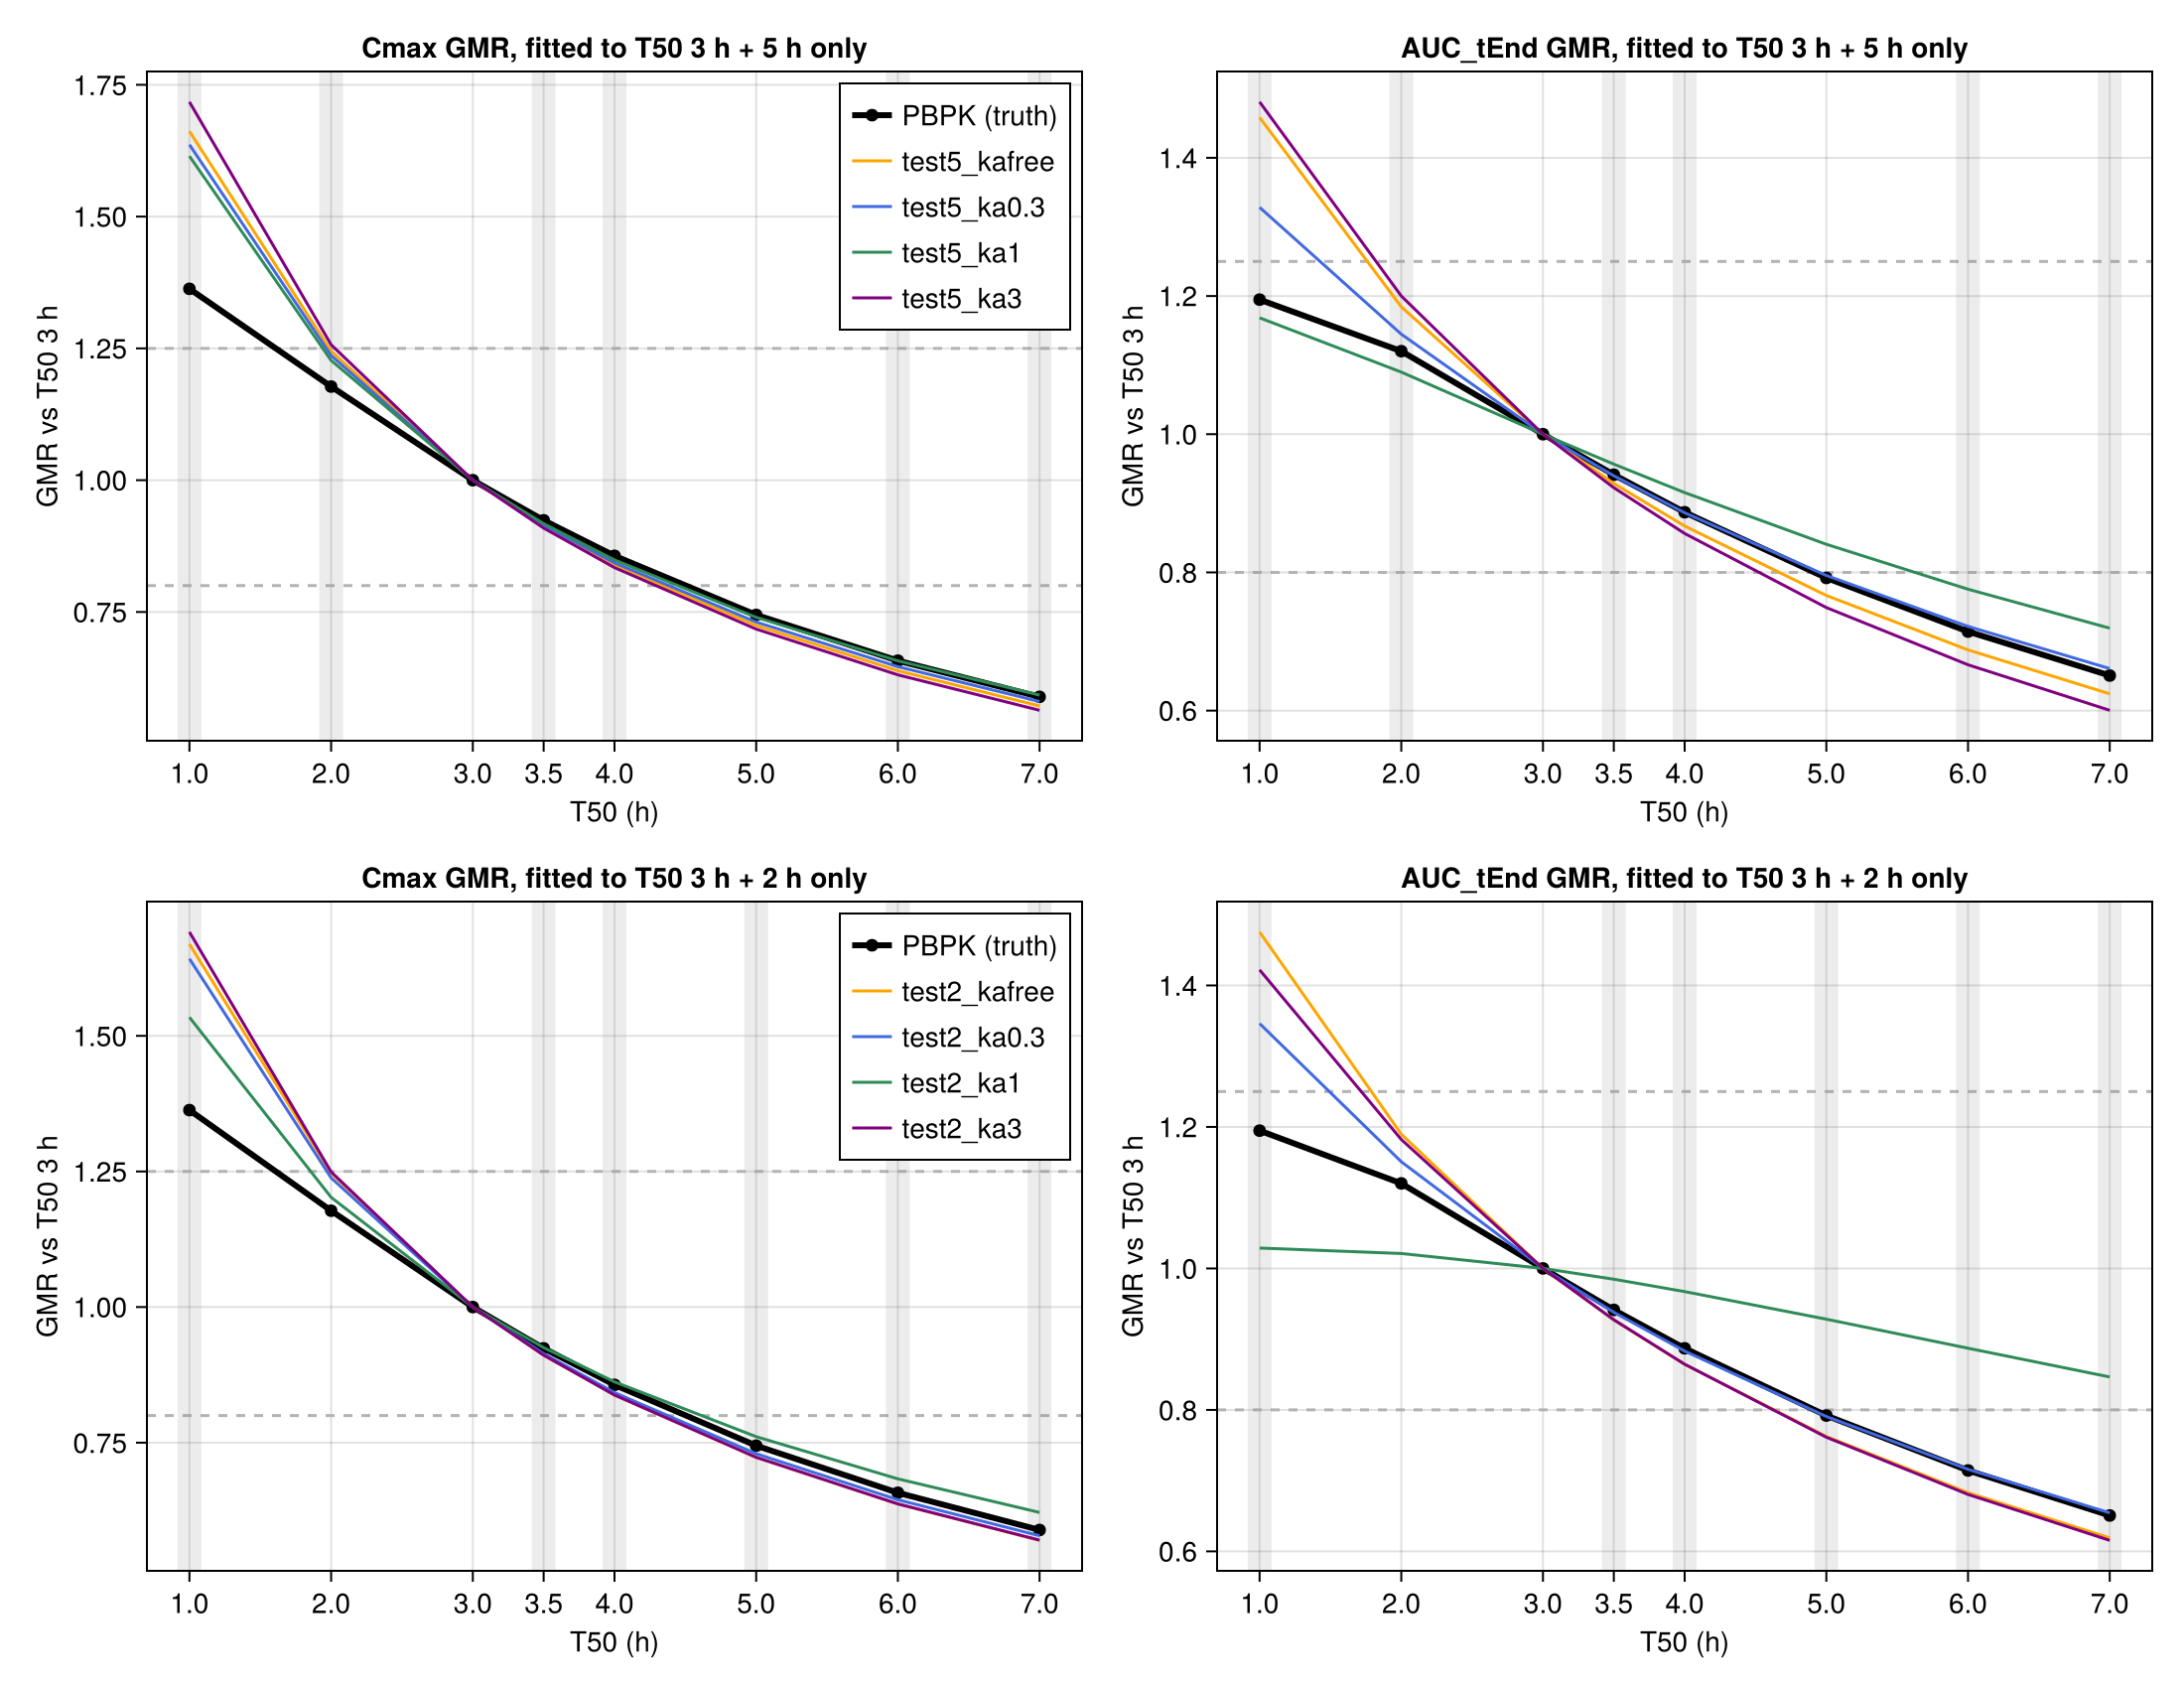 Cmax GMR, fitted to T50 3 h + 5 h only
GMR vs T50 3 h
1.75
1.50
1.25
1.00
0.75
PBPK (truth)
test5_kafree
test5_ka0.3
test5_ka1
test5_ka3
1.0 2.0 3.0 3.5 4.0 5.0 6.0 7.0
T50 (h)
AUC_tEnd GMR, fitted to T50 3 h + 5 h only
GMR vs T50 3 h
1.4
1.2
1.0
0.8
0.6
1.0 2.0 3.0 3.5 4.0 5.0 6.0 7.0
T50 (h)
Cmax GMR, fitted to T50 3 h + 2 h only
GMR vs T50 3 h
1.50
1.25
1.00
0.75
PBPK (truth)
test2_kafree
test2_ka0.3
test2_ka1
test2_ka3
1.0 2.0 3.0 3.5 4.0 5.0 6.0 7.0
T50 (h)
AUC_tEnd GMR, fitted to T50 3 h + 2 h only
GMR vs T50 3 h
1.4
1.2
1.0
0.8
0.6
1.0 2.0 3.0 3.5 4.0 5.0 6.0 7.0
T50 (h)